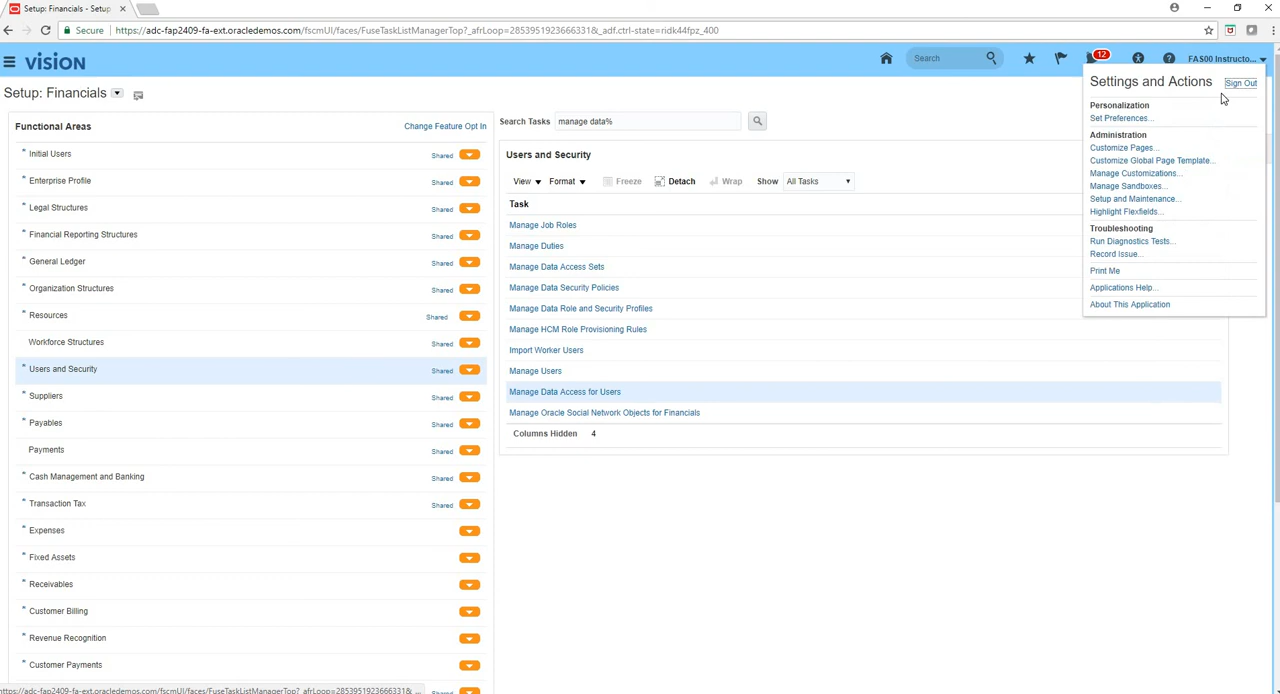 Setup: Financials - Setup
Secure
https://adc-fap2409-fa-ext.oracledemos.com/fscmUI/faces/FuseTaskListManagerTop?_afrLoop=28539519236663316&_adf.ctrl-state=ridk44fpz_400
VISION
Search
12
FAS00 Instructo...
Setup: Financials
Settings and Actions
Sign Out
Personalization
Set Preferences...
Administration
Customize Pages...
Customize Global Page Template...
Manage Customizations...
Manage Sandboxes...
Setup and Maintenance...
Highlight Flexfields...
Troubleshooting
Run Diagnostics Tests...
Record Issue...
Print Me
Applications Help...
About This Application
Functional Areas
Change Feature Opt In
* Initial Users Shared
* Enterprise Profile Shared
* Legal Structures Shared
* Financial Reporting Structures Shared
* General Ledger Shared
* Organization Structures Shared
* Resources Shared
Workforce Structures Shared
* Users and Security Shared
* Suppliers Shared
* Payables Shared
Payments Shared
* Cash Management and Banking Shared
* Transaction Tax Shared
* Expenses
* Fixed Assets
* Receivables
* Customer Billing
* Revenue Recognition
* Customer Payments
Shared
Search Tasks manage data%
Users and Security
View Format Freeze Detach Wrap Show All Tasks
Task
Manage Job Roles
Manage Duties
Manage Data Access Sets
Manage Data Security Policies
Manage Data Role and Security Profiles
Manage HCM Role Provisioning Rules
Import Worker Users
Manage Users
Manage Data Access for Users
Manage Oracle Social Network Objects for Financials
Columns Hidden 4